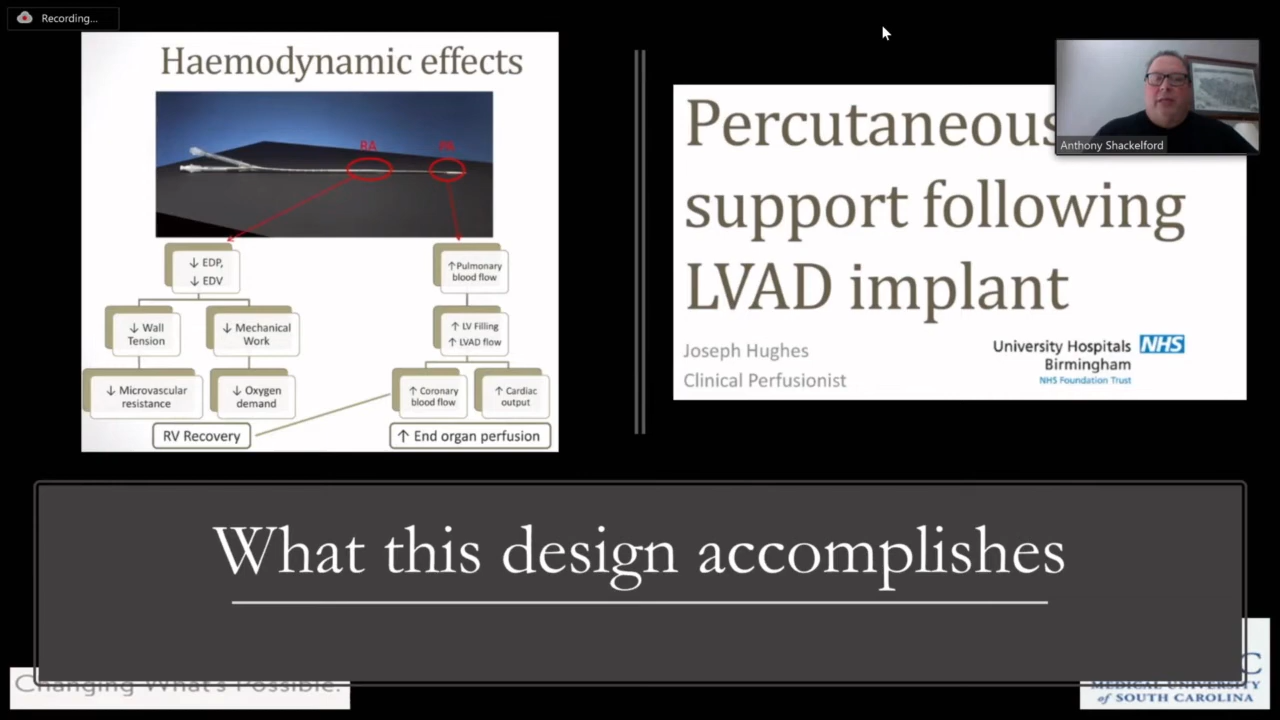 Recording...
Haemodynamic effects
RA
PA
↓ EDP,
↓ EDV
↑Pulmonary
blood flow
↓ Wall
Tension
↓ Mechanical
Work
↑ LV Filling
↑ LVAD flow
↓ Microvascular
resistance
↓ Oxygen
demand
↑ Coronary
blood flow
↑ Cardiac
output
RV Recovery
↑ End organ perfusion
Percutaneous
support following
LVAD implant
Joseph Hughes
Clinical Perfusionist
University Hospitals NHS
Birmingham
NHS Foundation Trust
Anthony Shackelford
What this design accomplishes
Changing What's Possible.
MEDICAL UNIVERSITY
of SOUTH CAROLINA